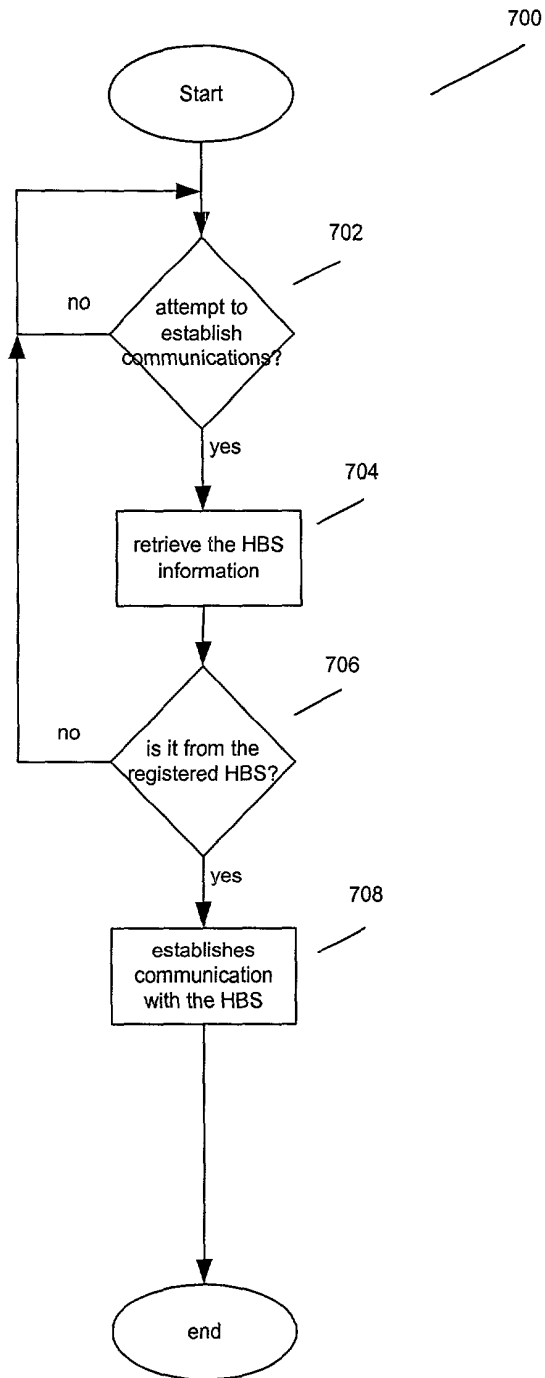 700
Start
702
no
attempt to
establish
communications?
yes
704
retrieve the HBS
information
706
no
is it from the
registered HBS?
yes
708
establishes
communication
with the HBS
end